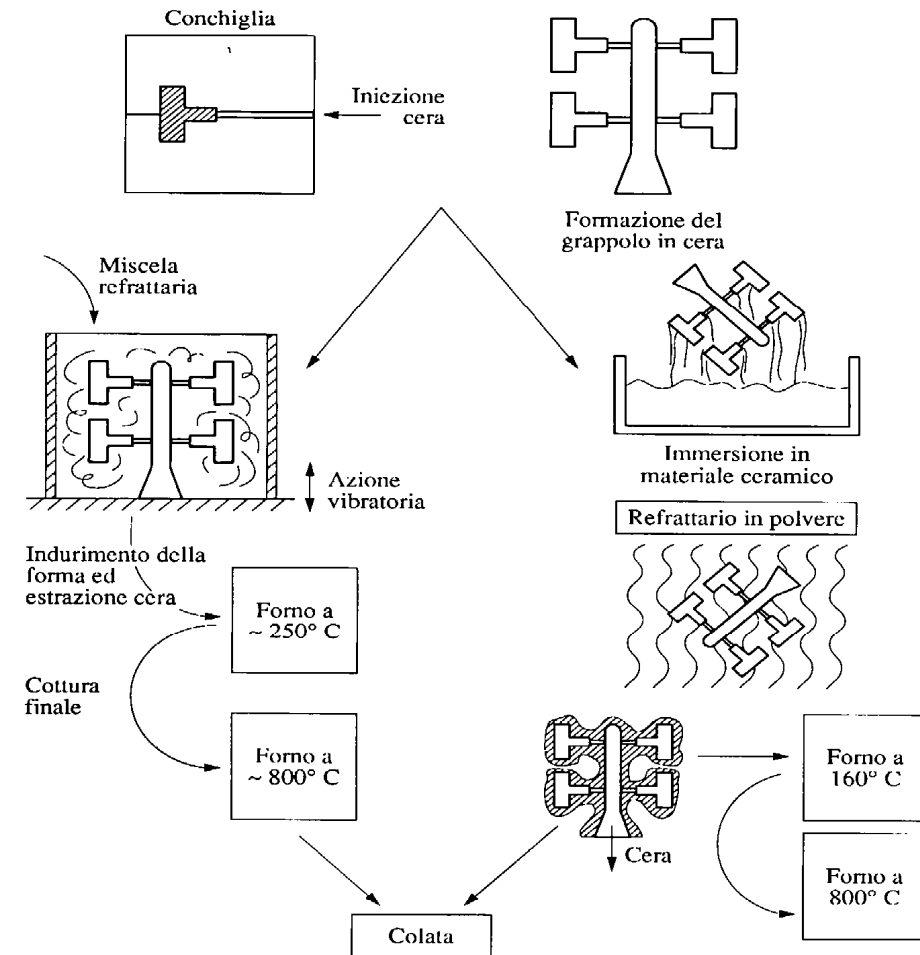 Conchiglia
Iniezione
cera
Formazione del
grappolo in cera
Miscela
refrattaria
Azione
vibratoria
Immersione in
materiale ceramico
Refrattario in polvere
Indurimento della
forma ed
estrazione cera
Forno a
~ 250° C
Cottura
finale
Forno a
~ 800° C
Forno a
160° C
Cera
Forno a
800° C
Colata